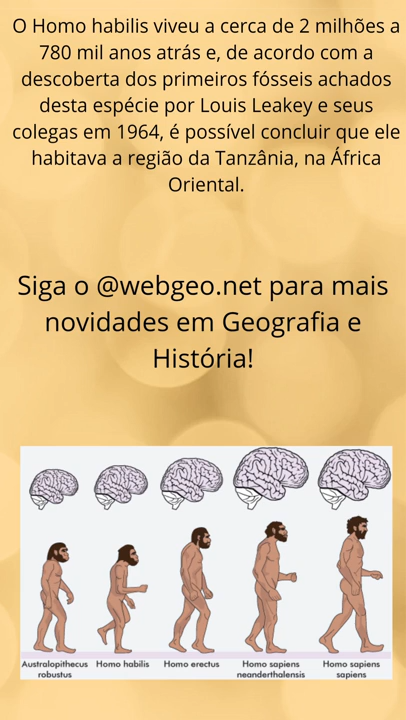 O Homo habilis viveu a cerca de 2 milhões a
780 mil anos atrás e, de acordo com a
descoberta dos primeiros fósseis achados
desta espécie por Louis Leakey e seus
colegas em 1964, é possível concluir que ele
habitava a região da Tanzânia, na África
Oriental.
Siga o @webgeo.net para mais
novidades em Geografia e
História!
Australopithecus
robustus
Homo habilis
Homo erectus
Homo sapiens
neanderthalensis
Homo sapiens
sapiens